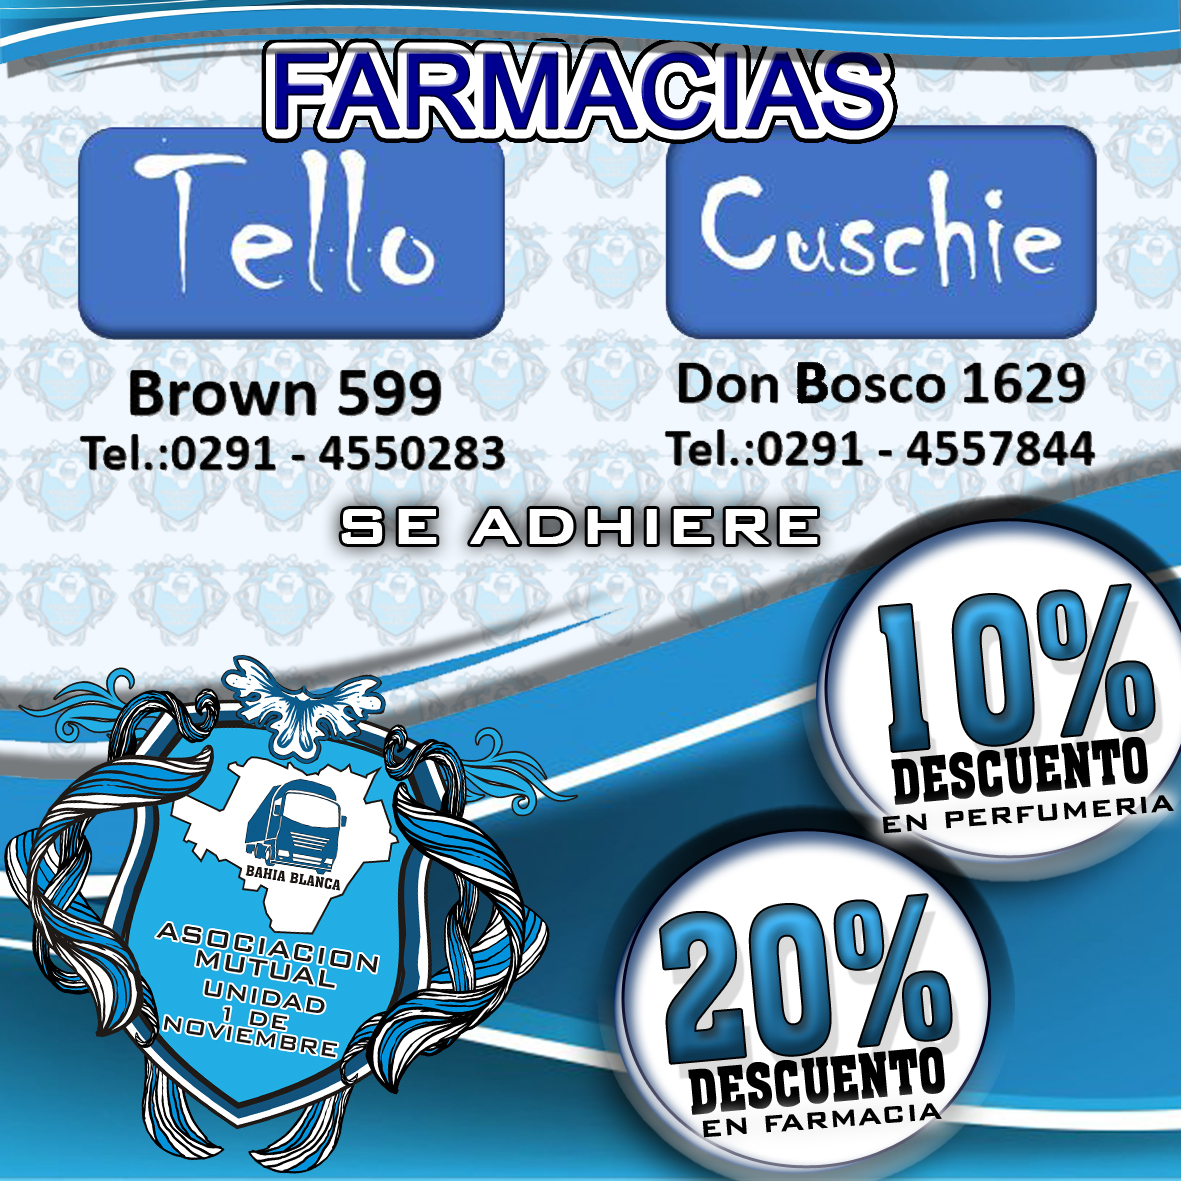 FARMACIAS
Tello
Brown 599
Tel.:0291 - 4550283
Cuschie
Don Bosco 1629
Tel.:0291 - 4557844
SE ADHIERE
10%
DESCUENTO
EN PERFUMERIA
20%
DESCUENTO
EN FARMACIA
BAHIA BLANCA
ASOCIACION
MUTUAL
UNIDAD
1 DE
NOVIEMBRE